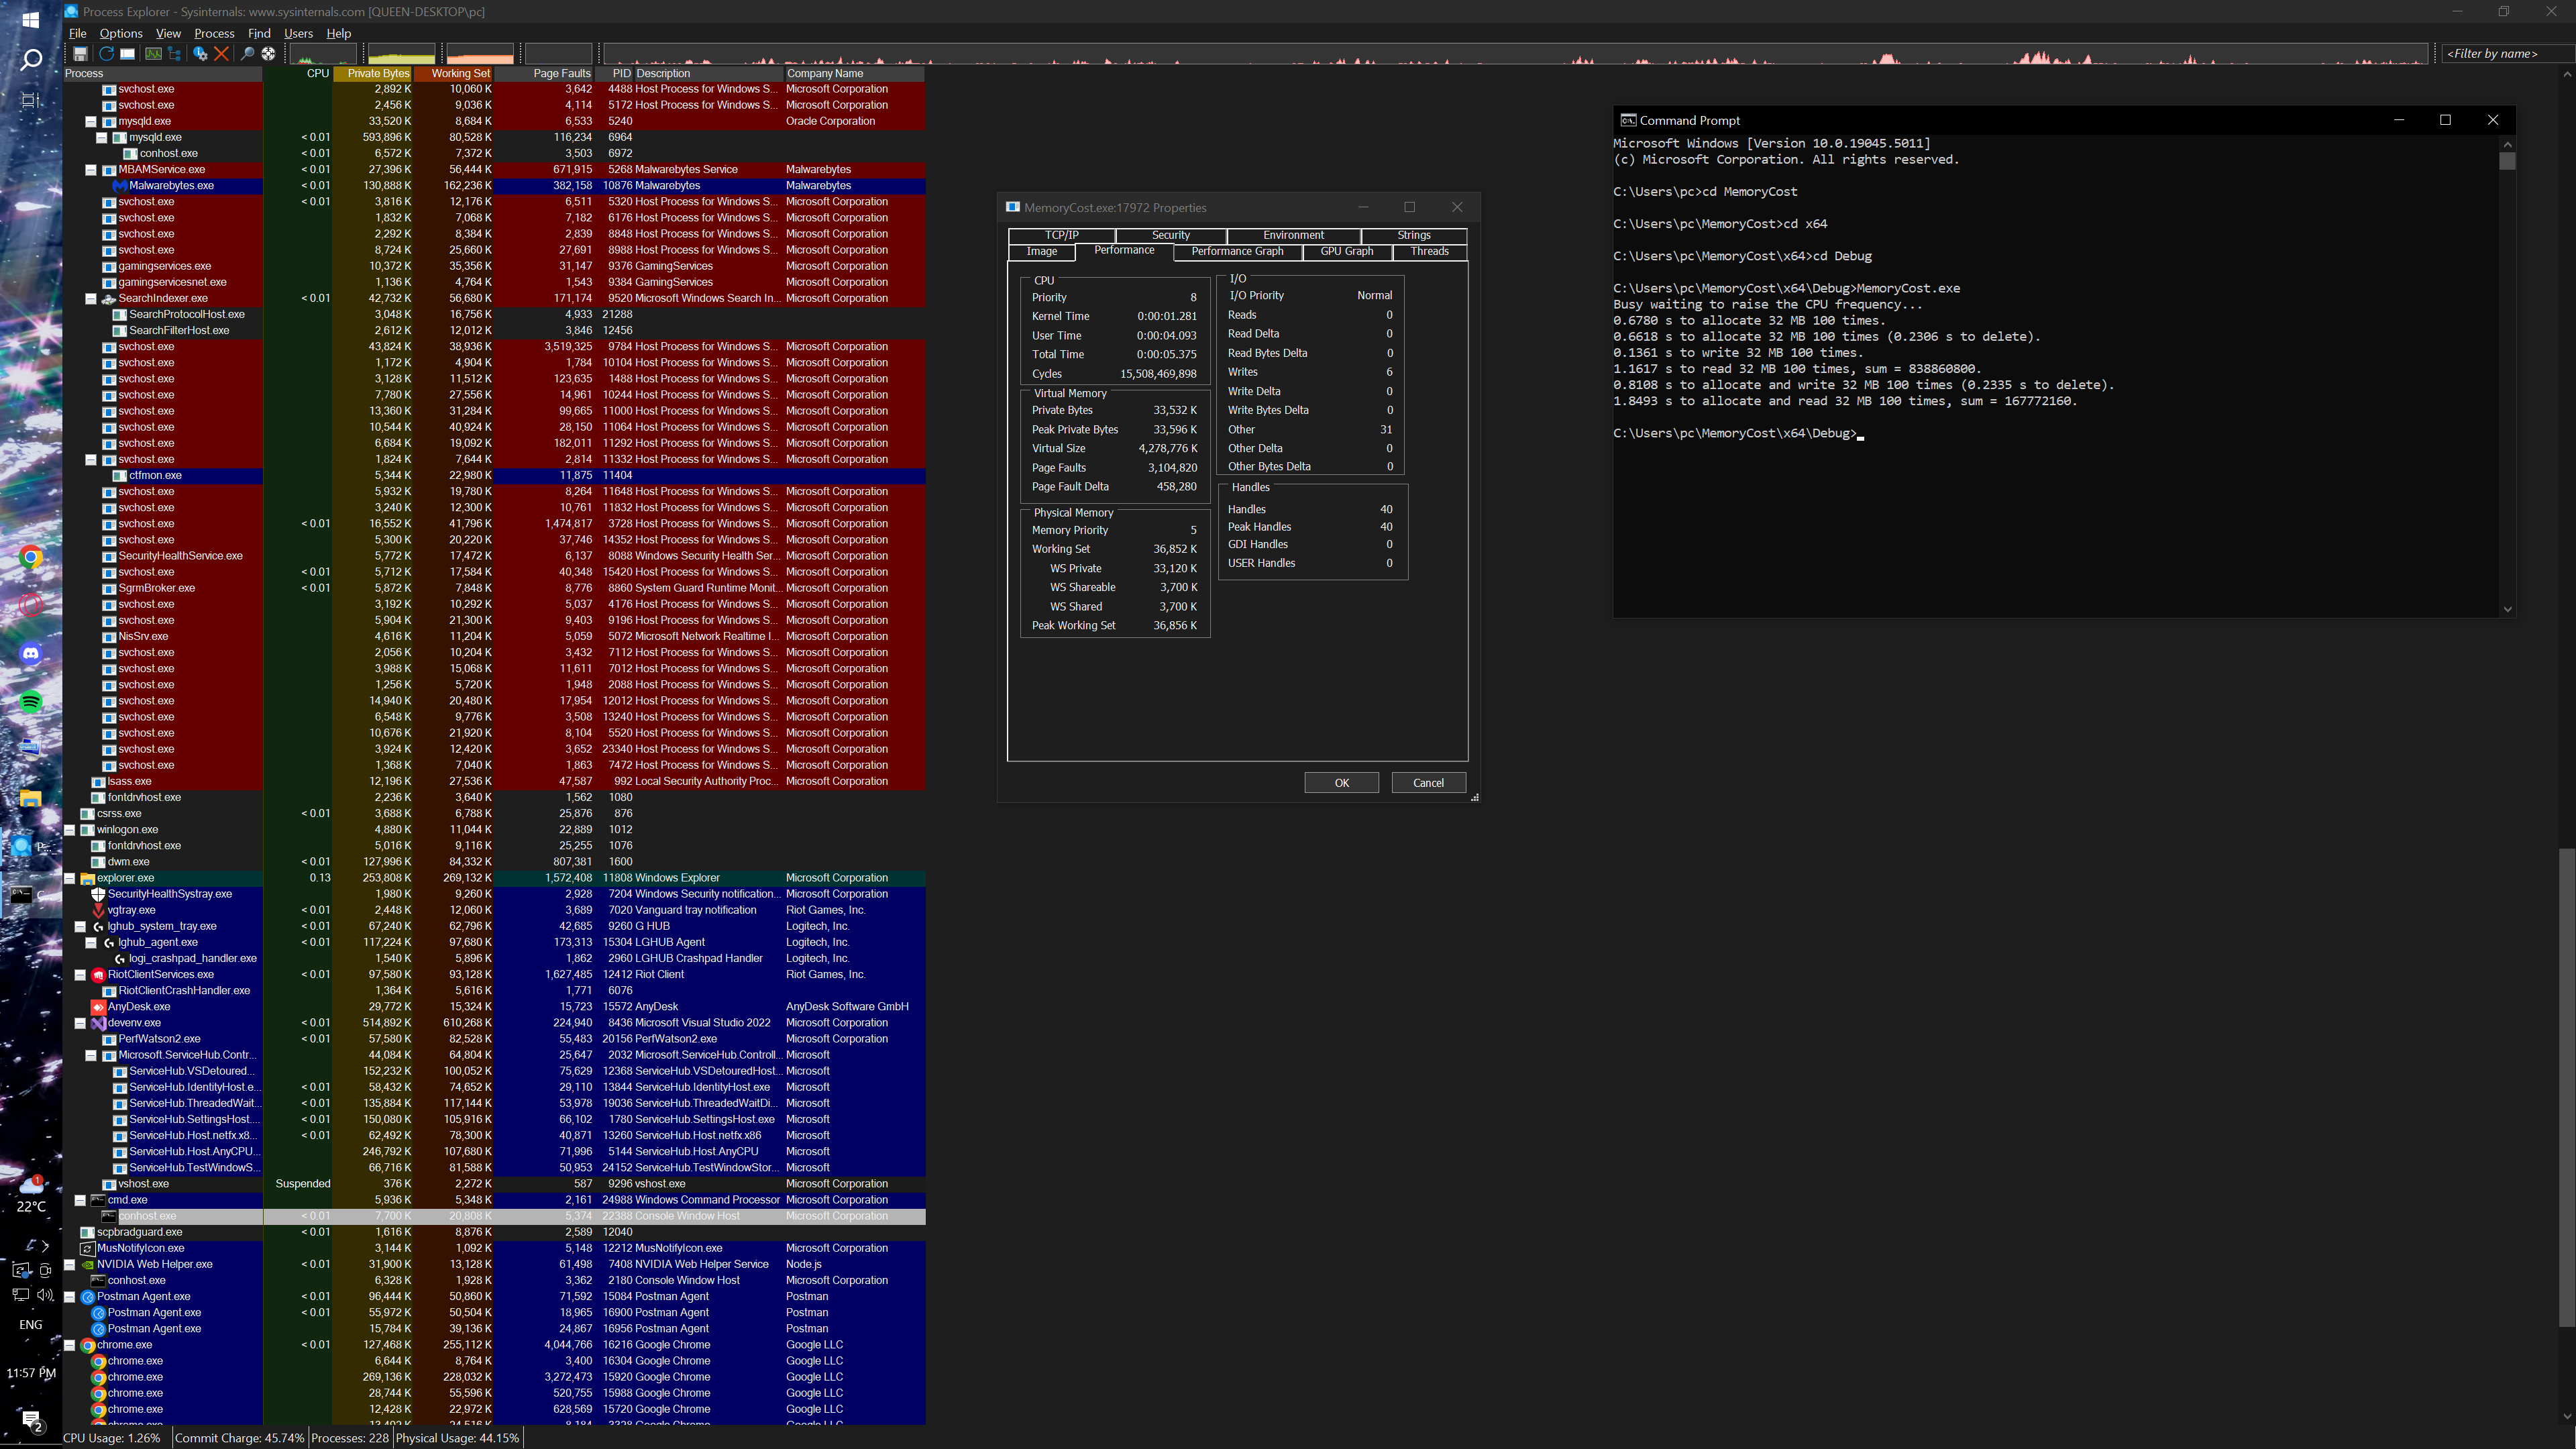 Process Explorer - Sysinternals: www.sysinternals.com [QUEEN-DESKTOP\pc]
File Options View Process Find Users Help
<Filter by name>
Process CPU Private Bytes Working Set Page Faults PID Description Company Name
svchost.exe 2,892 K 10,060 K 3,642 4488 Host Process for Windows S... Microsoft Corporation
svchost.exe 2,456 K 9,036 K 4,114 5172 Host Process for Windows S... Microsoft Corporation
mysqld.exe 33,520 K 8,684 K 6,533 5240 Oracle Corporation
mysqld.exe < 0.01 593,896 K 80,528 K 116,234 6964
conhost.exe < 0.01 6,572 K 7,372 K 3,503 6972
MBAMService.exe < 0.01 27,396 K 56,444 K 671,915 5268 Malwarebytes Service Malwarebytes
Malwarebytes.exe < 0.01 130,888 K 162,236 K 382,158 10876 Malwarebytes Malwarebytes
svchost.exe < 0.01 3,816 K 12,176 K 6,511 5320 Host Process for Windows S... Microsoft Corporation
svchost.exe 1,832 K 7,068 K 7,182 6176 Host Process for Windows S... Microsoft Corporation
svchost.exe 2,292 K 8,384 K 2,839 8848 Host Process for Windows S... Microsoft Corporation
svchost.exe 8,724 K 25,660 K 27,691 8988 Host Process for Windows S... Microsoft Corporation
gamingservices.exe 10,372 K 35,356 K 31,147 9376 GamingServices Microsoft Corporation
gamingservicesnet.exe 1,136 K 4,764 K 1,543 9384 GamingServices Microsoft Corporation
SearchIndexer.exe < 0.01 42,732 K 56,680 K 171,174 9520 Microsoft Windows Search In... Microsoft Corporation
SearchProtocolHost.exe 3,048 K 16,756 K 4,933 21288
SearchFilterHost.exe 2,612 K 12,012 K 3,846 12456
svchost.exe 43,824 K 38,936 K 3,519,325 9784 Host Process for Windows S... Microsoft Corporation
svchost.exe 1,172 K 4,904 K 1,784 10104 Host Process for Windows S... Microsoft Corporation
svchost.exe 3,128 K 11,512 K 123,635 1488 Host Process for Windows S... Microsoft Corporation
svchost.exe 7,780 K 27,556 K 14,961 10244 Host Process for Windows S... Microsoft Corporation
svchost.exe 13,360 K 31,284 K 99,665 11000 Host Process for Windows S... Microsoft Corporation
svchost.exe 10,544 K 40,924 K 28,150 11064 Host Process for Windows S... Microsoft Corporation
svchost.exe 6,684 K 19,092 K 182,011 11292 Host Process for Windows S... Microsoft Corporation
svchost.exe 1,824 K 7,644 K 2,814 11332 Host Process for Windows S... Microsoft Corporation
ctfmon.exe 5,344 K 22,980 K 11,875 11404
svchost.exe 5,932 K 19,780 K 8,264 11648 Host Process for Windows S... Microsoft Corporation
svchost.exe 3,240 K 12,300 K 10,761 11832 Host Process for Windows S... Microsoft Corporation
svchost.exe < 0.01 16,552 K 41,796 K 1,474,817 3728 Host Process for Windows S... Microsoft Corporation
svchost.exe 5,300 K 20,220 K 37,746 14352 Host Process for Windows S... Microsoft Corporation
SecurityHealthService.exe 5,772 K 17,472 K 6,137 8088 Windows Security Health Ser... Microsoft Corporation
svchost.exe < 0.01 5,712 K 17,584 K 40,348 15420 Host Process for Windows S... Microsoft Corporation
SgrmBroker.exe < 0.01 5,872 K 7,848 K 8,776 8860 System Guard Runtime Monit... Microsoft Corporation
svchost.exe 3,192 K 10,292 K 5,037 4176 Host Process for Windows S... Microsoft Corporation
svchost.exe 5,904 K 21,300 K 9,403 9196 Host Process for Windows S... Microsoft Corporation
NisSrv.exe 4,616 K 11,204 K 5,059 5072 Microsoft Network Realtime I... Microsoft Corporation
svchost.exe 2,056 K 10,204 K 3,432 7112 Host Process for Windows S... Microsoft Corporation
svchost.exe 3,988 K 15,068 K 11,611 7012 Host Process for Windows S... Microsoft Corporation
svchost.exe 1,256 K 5,720 K 1,948 2088 Host Process for Windows S... Microsoft Corporation
svchost.exe 14,940 K 20,480 K 17,954 12012 Host Process for Windows S... Microsoft Corporation
svchost.exe 6,548 K 9,776 K 3,508 13240 Host Process for Windows S... Microsoft Corporation
svchost.exe 10,676 K 21,920 K 8,104 5520 Host Process for Windows S... Microsoft Corporation
svchost.exe 3,924 K 12,420 K 3,652 23340 Host Process for Windows S... Microsoft Corporation
svchost.exe 1,368 K 7,040 K 1,863 7472 Host Process for Windows S... Microsoft Corporation
lsass.exe 12,196 K 27,536 K 47,587 992 Local Security Authority Proc... Microsoft Corporation
fontdrvhost.exe 2,236 K 3,640 K 1,562 1080
csrss.exe < 0.01 3,688 K 6,788 K 25,876 876
winlogon.exe 4,880 K 11,044 K 22,889 1012
fontdrvhost.exe 5,016 K 9,116 K 25,255 1076
dwm.exe < 0.01 127,996 K 84,332 K 807,381 1600
explorer.exe 0.13 253,808 K 269,132 K 1,572,408 11808 Windows Explorer Microsoft Corporation
SecurityHealthSystray.exe 1,980 K 9,260 K 2,928 7204 Windows Security notification... Microsoft Corporation
vgtray.exe < 0.01 2,448 K 12,060 K 3,689 7020 Vanguard tray notification Riot Games, Inc.
lghub_system_tray.exe < 0.01 67,240 K 62,796 K 42,685 9260 G HUB Logitech, Inc.
lghub_agent.exe < 0.01 117,224 K 97,680 K 173,313 15304 LGHUB Agent Logitech, Inc.
logi_crashpad_handler.exe 1,540 K 5,896 K 1,862 2960 LGHUB Crashpad Handler Logitech, Inc.
RiotClientServices.exe < 0.01 97,580 K 93,128 K 1,627,485 12412 Riot Client Riot Games, Inc.
RiotClientCrashHandler.exe 1,364 K 5,616 K 1,771 6076
AnyDesk.exe 29,772 K 15,324 K 15,723 15572 AnyDesk AnyDesk Software GmbH
devenv.exe < 0.01 514,892 K 610,268 K 224,940 8436 Microsoft Visual Studio 2022 Microsoft Corporation
PerfWatson2.exe < 0.01 57,580 K 82,528 K 55,483 20156 PerfWatson2.exe Microsoft Corporation
Microsoft.ServiceHub.Contr... 44,084 K 64,804 K 25,647 2032 Microsoft.ServiceHub.Controll... Microsoft
ServiceHub.VSDetoured... 152,232 K 100,052 K 75,629 12368 ServiceHub.VSDetouredHost... Microsoft
ServiceHub.IdentityHost.e... < 0.01 58,432 K 74,652 K 29,110 13844 ServiceHub.IdentityHost.exe Microsoft
ServiceHub.ThreadedWait... < 0.01 135,884 K 117,144 K 53,978 19036 ServiceHub.ThreadedWaitDi... Microsoft
ServiceHub.SettingsHost.... < 0.01 150,080 K 105,916 K 66,102 1780 ServiceHub.SettingsHost.exe Microsoft
ServiceHub.Host.netfx.x8... < 0.01 62,492 K 78,300 K 40,871 13260 ServiceHub.Host.netfx.x86 Microsoft
ServiceHub.Host.AnyCPU... 246,792 K 107,680 K 71,996 5144 ServiceHub.Host.AnyCPU Microsoft
ServiceHub.TestWindowS... 66,716 K 81,588 K 50,953 24152 ServiceHub.TestWindowStor... Microsoft
vshost.exe Suspended 376 K 2,272 K 587 9296 vshost.exe Microsoft Corporation
cmd.exe 5,936 K 5,348 K 2,161 24988 Windows Command Processor Microsoft Corporation
conhost.exe < 0.01 7,700 K 20,808 K 5,374 22388 Console Window Host Microsoft Corporation
scpbradguard.exe < 0.01 1,616 K 8,876 K 2,589 12040
MusNotifyIcon.exe 3,144 K 1,092 K 5,148 12212 MusNotifyIcon.exe Microsoft Corporation
NVIDIA Web Helper.exe < 0.01 31,900 K 13,128 K 61,498 7408 NVIDIA Web Helper Service Node.js
conhost.exe 6,328 K 1,928 K 3,362 2180 Console Window Host Microsoft Corporation
Postman Agent.exe < 0.01 96,444 K 50,860 K 71,592 15084 Postman Agent Postman
Postman Agent.exe < 0.01 55,972 K 50,504 K 18,965 16900 Postman Agent Postman
Postman Agent.exe 15,784 K 39,136 K 24,867 16956 Postman Agent Postman
chrome.exe < 0.01 127,468 K 255,112 K 4,044,766 16216 Google Chrome Google LLC
chrome.exe 6,644 K 8,764 K 3,400 16304 Google Chrome Google LLC
chrome.exe 269,136 K 228,032 K 3,272,473 15920 Google Chrome Google LLC
chrome.exe 28,744 K 55,596 K 520,755 15988 Google Chrome Google LLC
chrome.exe 12,428 K 22,972 K 628,569 15720 Google Chrome Google LLC
CPU Usage: 1.26% Commit Charge: 45.74% Processes: 228 Physical Usage: 44.15%
MemoryCost.exe:17972 Properties
TCP/IP Security Environment Strings
Image Performance Performance Graph GPU Graph Threads
CPU
Priority 8
Kernel Time 0:00:01.281
User Time 0:00:04.093
Total Time 0:00:05.375
Cycles 15,508,469,898
Virtual Memory
Private Bytes 33,532 K
Peak Private Bytes 33,596 K
Virtual Size 4,278,776 K
Page Faults 3,104,820
Page Fault Delta 458,280
Physical Memory
Memory Priority 5
Working Set 36,852 K
WS Private 33,120 K
WS Shareable 3,700 K
WS Shared 3,700 K
Peak Working Set 36,856 K
I/O
I/O Priority Normal
Reads 0
Read Delta 0
Read Bytes Delta 0
Writes 6
Write Delta 0
Write Bytes Delta 0
Other 31
Other Delta 0
Other Bytes Delta 0
Handles
Handles 40
Peak Handles 40
GDI Handles 0
USER Handles 0
OK Cancel
Command Prompt
Microsoft Windows [Version 10.0.19045.5011]
(c) Microsoft Corporation. All rights reserved.
C:\Users\pc>cd MemoryCost
C:\Users\pc\MemoryCost>cd x64
C:\Users\pc\MemoryCost\x64>cd Debug
C:\Users\pc\MemoryCost\x64\Debug>MemoryCost.exe
Busy waiting to raise the CPU frequency...
0.6780 s to allocate 32 MB 100 times.
0.6618 s to allocate 32 MB 100 times (0.2306 s to delete).
0.1361 s to write 32 MB 100 times.
1.1617 s to read 32 MB 100 times, sum = 838860800.
0.8108 s to allocate and write 32 MB 100 times (0.2335 s to delete).
1.8493 s to allocate and read 32 MB 100 times, sum = 167772160.
C:\Users\pc\MemoryCost\x64\Debug>
P...
C...
1
22°C
ENG
11:57 PM
2